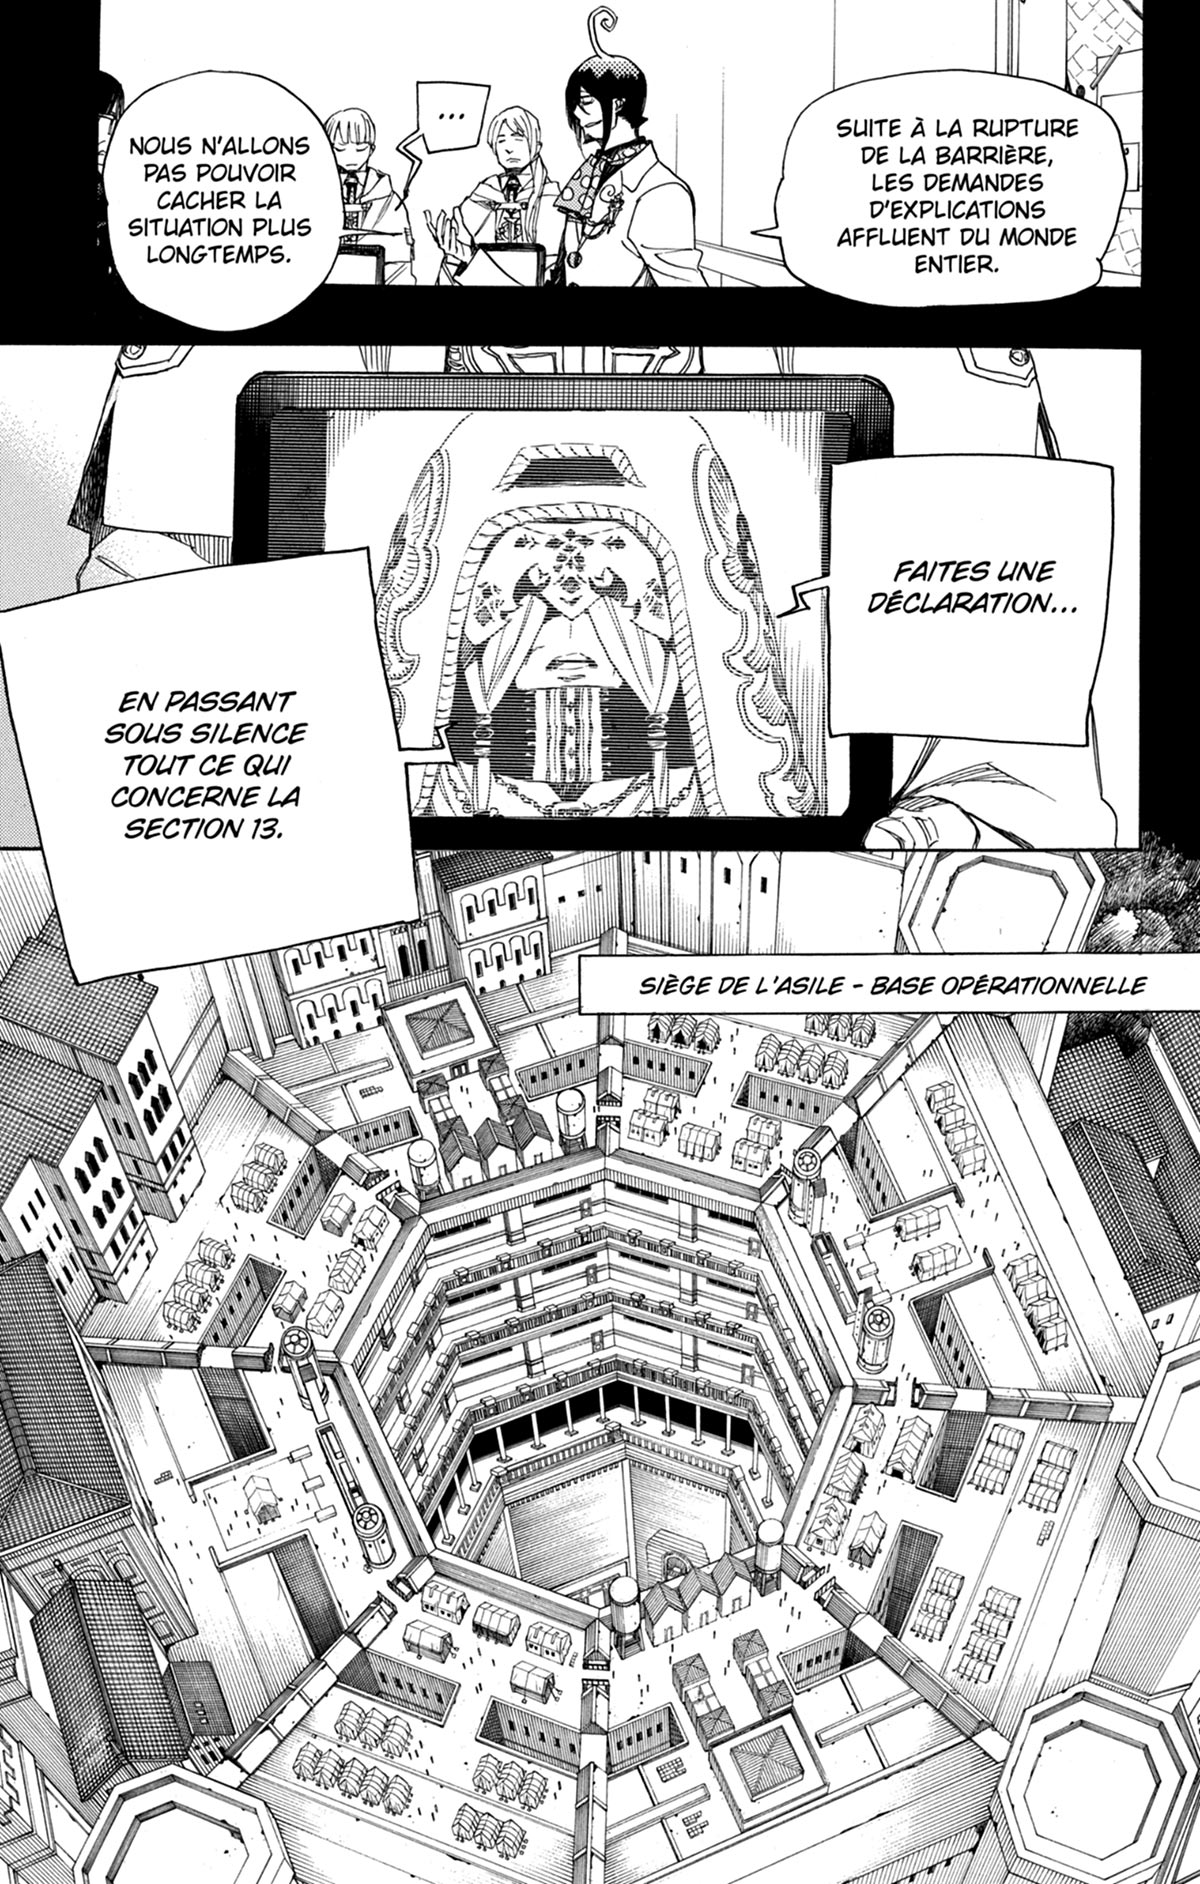 SUITE À LA RUPTURE
DE LA BARRIÈRE,
LES DEMANDES
D'EXPLICATIONS
AFFLUENT DU MONDE
ENTIER.
...
NOUS N'ALLONS
PAS POUVOIR
CACHER LA
SITUATION PLUS
LONGTEMPS.
FAITES UNE
DÉCLARATION...
EN PASSANT
SOUS SILENCE
TOUT CE QUI
CONCERNE LA
SECTION 13.
SIÈGE DE L'ASILE - BASE OPÉRATIONNELLE